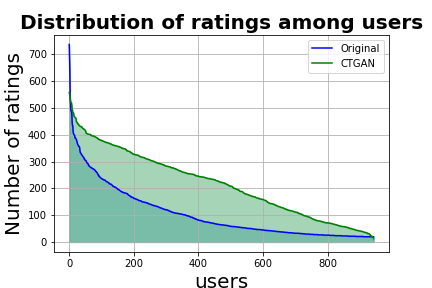 Distribution of ratings among users
Number of ratings
700
600
500
400
300
200
100
0
Original
CTGAN
0 200 400 600 800
users